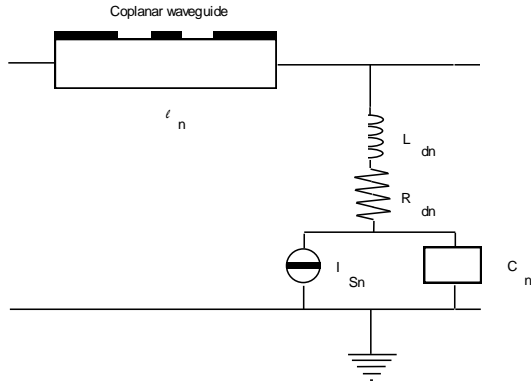 Coplanar waveguide
ℓ n
L dn
R dn
I Sn
C n